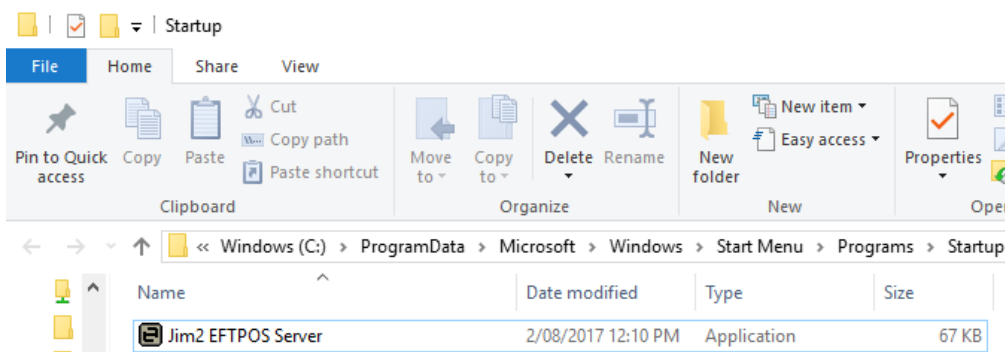 Startup
File Home Share View
Pin to Quick access
Copy
Paste
Cut
Copy path
Paste shortcut
Clipboard
Move to
Copy to
Delete
Rename
Organize
New folder
New item
Easy access
New
Properties
« Windows (C:) > ProgramData > Microsoft > Windows > Start Menu > Programs > Startup
Name Date modified Type Size
Jim2 EFTPOS Server 2/08/2017 12:10 PM Application 67 KB